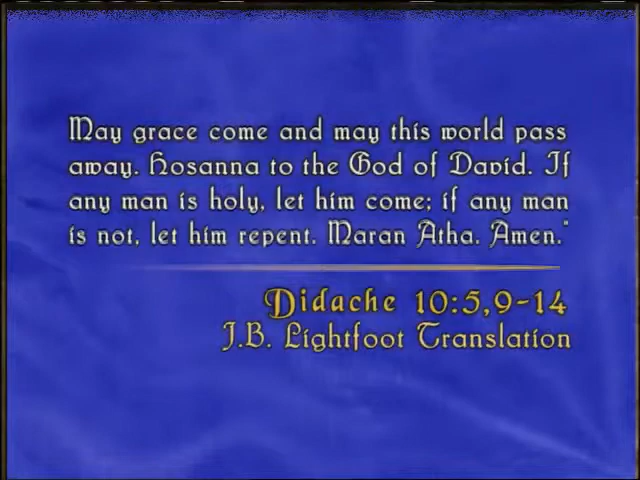 May grace come and may this world pass
away. Hosanna to the God of David. If
any man is holy, let him come; if any man
is not, let him repent. Maran Atha. Amen."
Didache 10:5,9-14
J.B. Lightfoot Translation